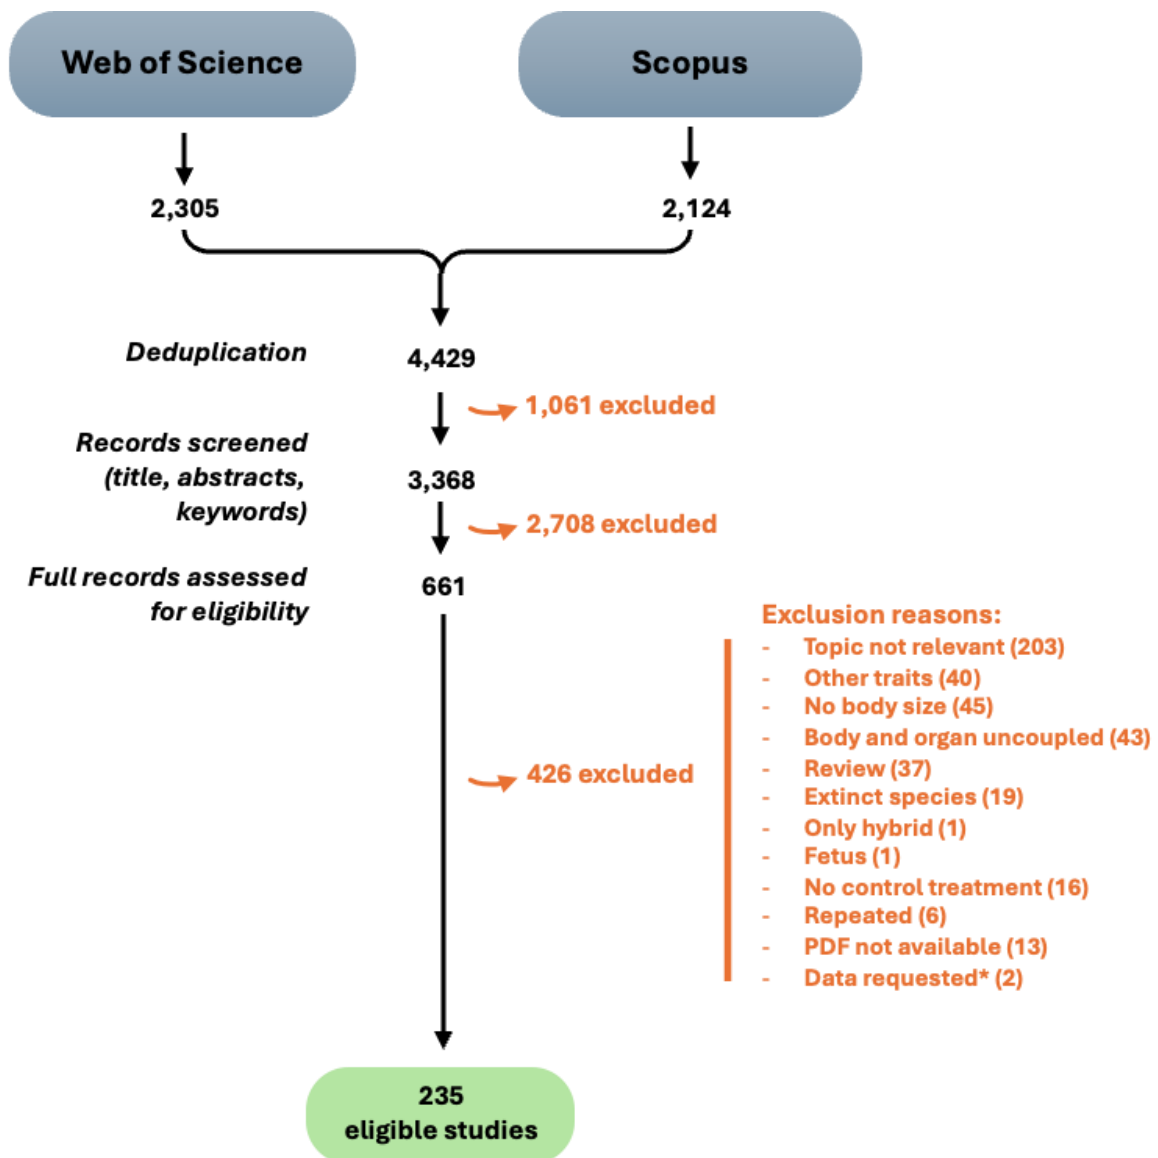 Web of Science
Scopus
2,305
2,124
Deduplication
4,429
1,061 excluded
Records screened
(title, abstracts,
keywords)
3,368
2,708 excluded
Full records assessed
for eligibility
661
426 excluded
Exclusion reasons:
- Topic not relevant (203)
- Other traits (40)
- No body size (45)
- Body and organ uncoupled (43)
- Review (37)
- Extinct species (19)
- Only hybrid (1)
- Fetus (1)
- No control treatment (16)
- Repeated (6)
- PDF not available (13)
- Data requested* (2)
235
eligible studies